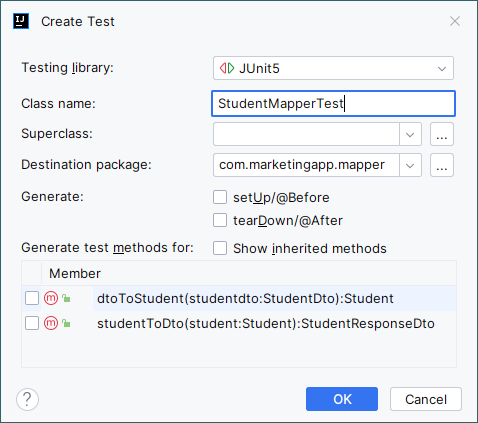 IJ Create Test
Testing library: JUnit5
Class name: StudentMapperTest
Superclass: ...
Destination package: com.marketingapp.mapper ...
Generate: setUp/@Before
tearDown/@After
Generate test methods for: Show inherited methods
Member
m dtoToStudent(studentdto:StudentDto):Student
m studentToDto(student:Student):StudentResponseDto
? OK Cancel